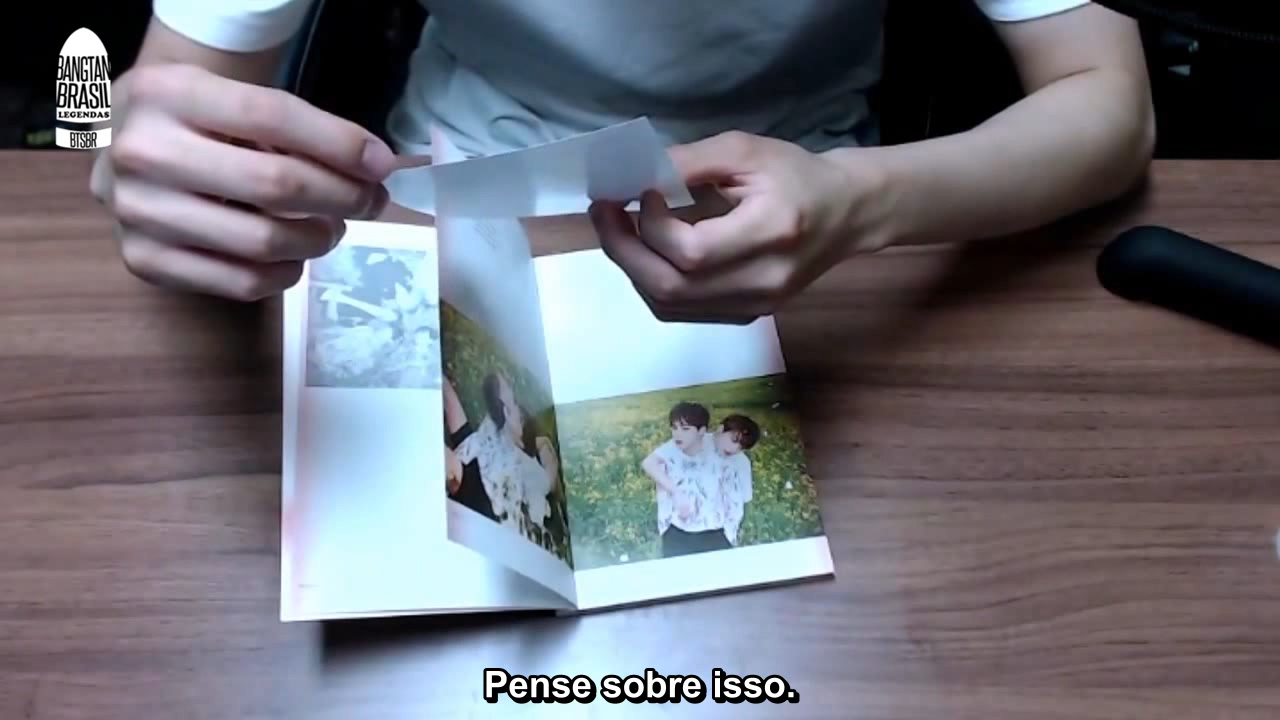 BANGTAN
BRASIL
LEGENDAS
BTSBR
Pense sobre isso.